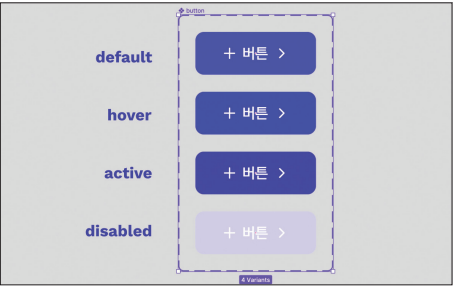 button
default
+ 버튼 >
hover
+ 버튼 >
active
+ 버튼 >
disabled
+ 버튼 >
4 Variants